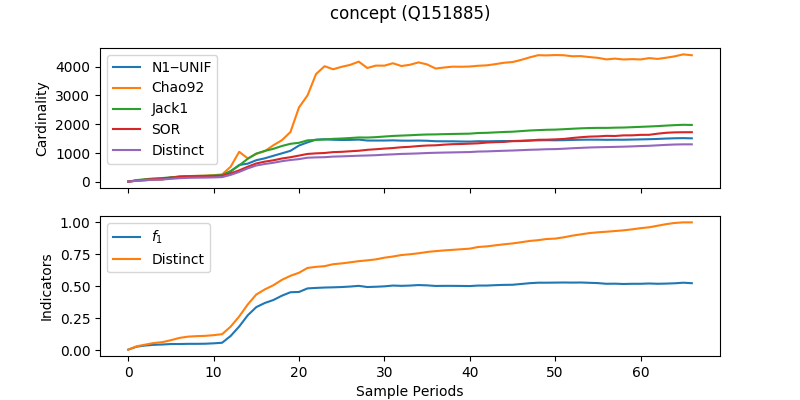 concept (Q151885)
Cardinality
4000
3000
2000
1000
0
N1−UNIF
Chao92
Jack1
SOR
Distinct
Indicators
1.00
0.75
0.50
0.25
0.00
f₁
Distinct
0 10 20 30 40 50 60
Sample Periods